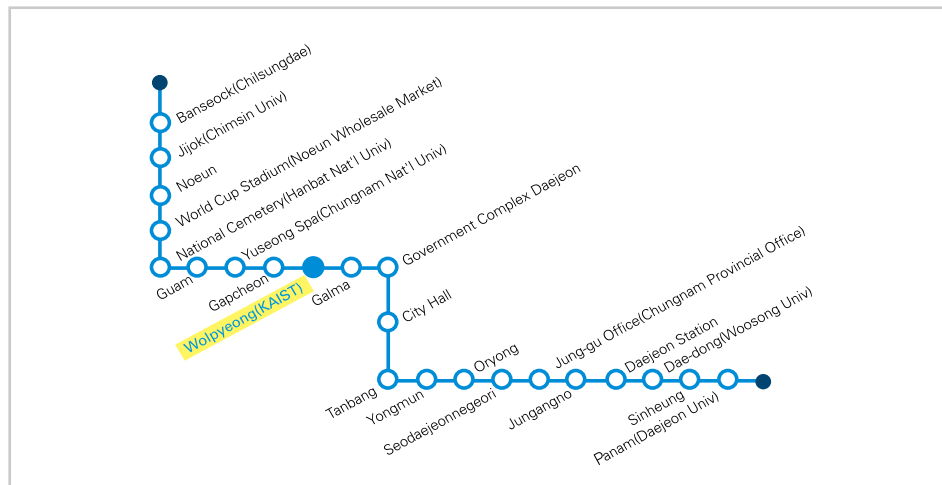 Banseock(Chilsungdae)
Jijok(Chimsin Univ)
Noeun
World Cup Stadium(Noeun Wholesale Market)
National Cemetery(Hanbat Nat'l Univ)
Guam
Yuseong Spa(Chungnam Nat'l Univ)
Gapcheon
Wolpyeong(KAIST)
Galma
Government Complex Daejeon
City Hall
Tanbang
Yongmun
Oryong
Seodaejeonnegeori
Jung-gu Office(Chungnam Provincial Office)
Jungangno
Daejeon Station
Dae-dong(Woosong Univ)
Sinheung
Panam(Daejeon Univ)